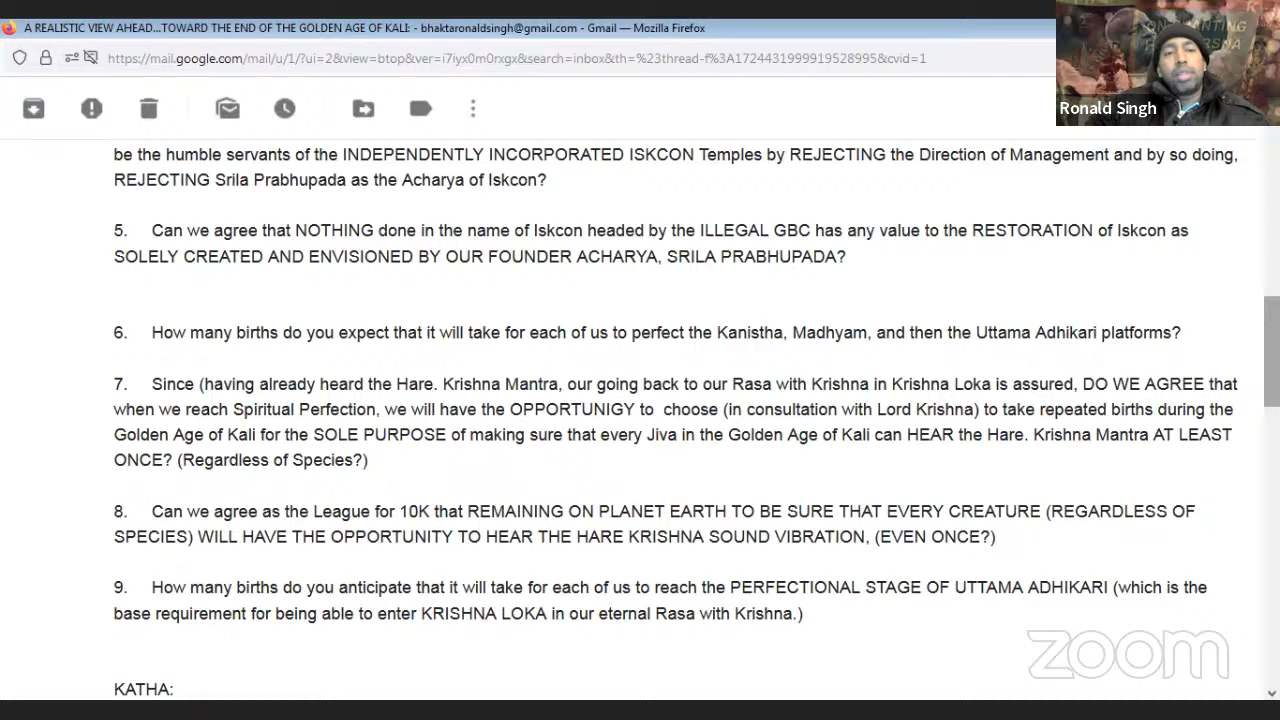 A REALISTIC VIEW AHEAD...TOWARD THE END OF THE GOLDEN AGE OF KALI: - bhaktaronaldsingh@gmail.com - Gmail — Mozilla Firefox
https://mail.google.com/mail/u/1/?ui=2&view=btop&ver=i7iyx0m0rxgx&search=inbox&th=%23thread-f%3A1724431999919528995&cvid=1
Ronald Singh
be the humble servants of the INDEPENDENTLY INCORPORATED ISKCON Temples by REJECTING the Direction of Management and by so doing,
REJECTING Srila Prabhupada as the Acharya of Iskcon?
5. Can we agree that NOTHING done in the name of Iskcon headed by the ILLEGAL GBC has any value to the RESTORATION of Iskcon as
SOLELY CREATED AND ENVISIONED BY OUR FOUNDER ACHARYA, SRILA PRABHUPADA?
6. How many births do you expect that it will take for each of us to perfect the Kanistha, Madhyam, and then the Uttama Adhikari platforms?
7. Since (having already heard the Hare. Krishna Mantra, our going back to our Rasa with Krishna in Krishna Loka is assured, DO WE AGREE that
when we reach Spiritual Perfection, we will have the OPPORTUNIGY to choose (in consultation with Lord Krishna) to take repeated births during the
Golden Age of Kali for the SOLE PURPOSE of making sure that every Jiva in the Golden Age of Kali can HEAR the Hare. Krishna Mantra AT LEAST
ONCE? (Regardless of Species?)
8. Can we agree as the League for 10K that REMAINING ON PLANET EARTH TO BE SURE THAT EVERY CREATURE (REGARDLESS OF
SPECIES) WILL HAVE THE OPPORTUNITY TO HEAR THE HARE KRISHNA SOUND VIBRATION, (EVEN ONCE?)
9. How many births do you anticipate that it will take for each of us to reach the PERFECTIONAL STAGE OF UTTAMA ADHIKARI (which is the
base requirement for being able to enter KRISHNA LOKA in our eternal Rasa with Krishna.)
zoom
KATHA: